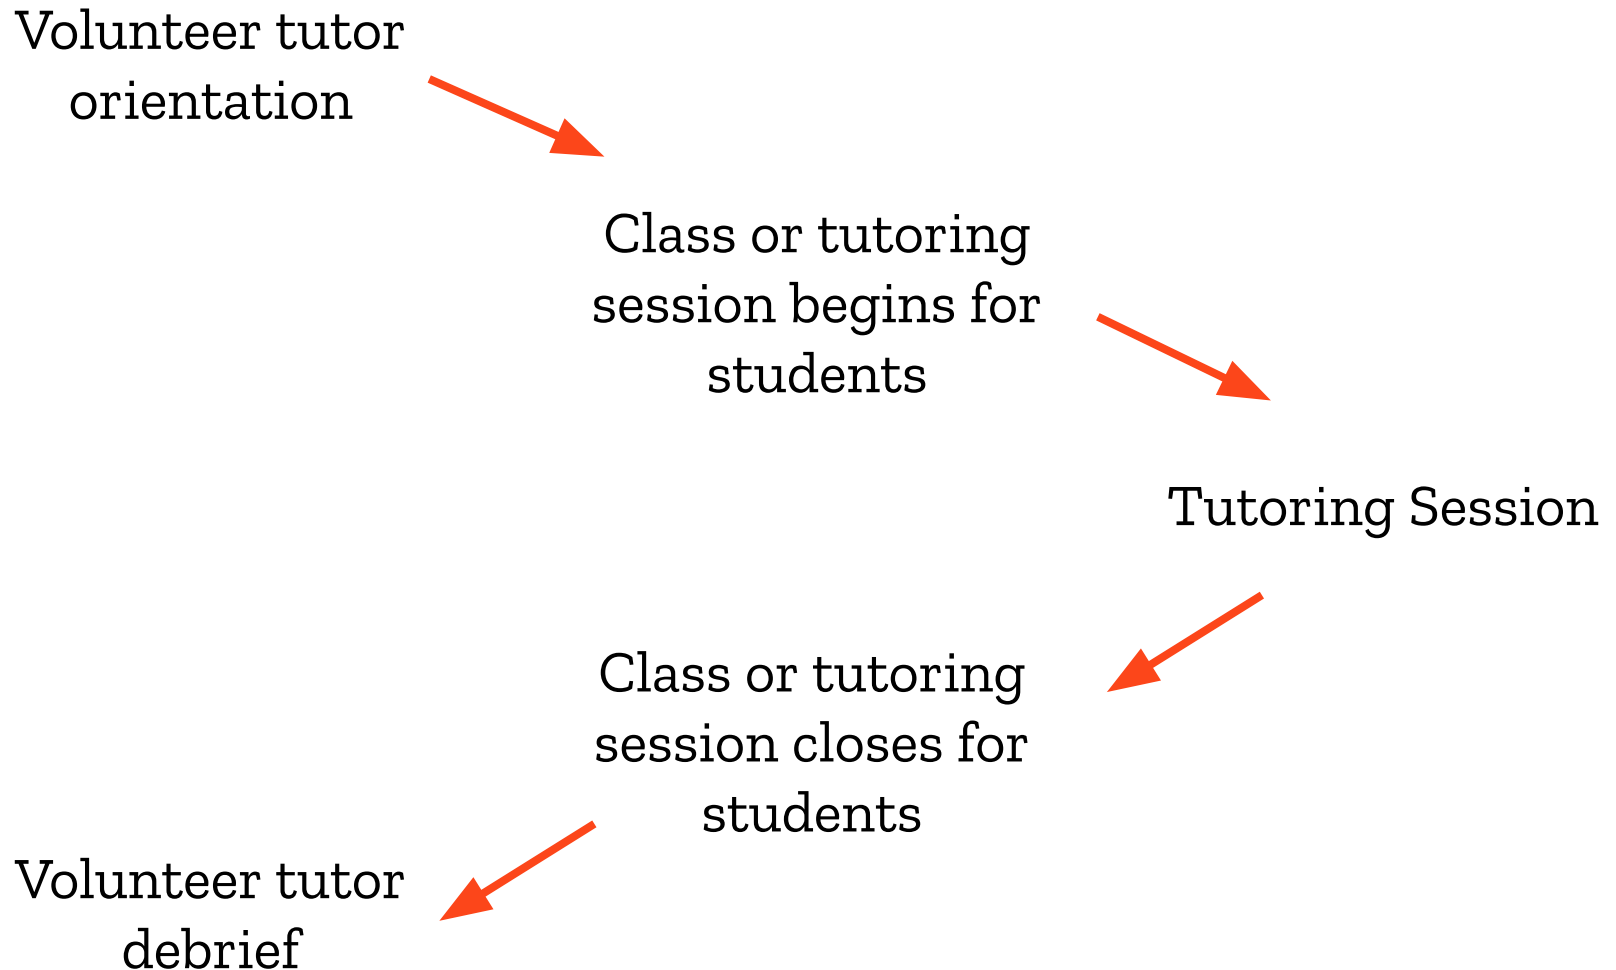 Volunteer tutor
orientation
Class or tutoring
session begins for
students
Tutoring Session
Class or tutoring
session closes for
students
Volunteer tutor
debrief